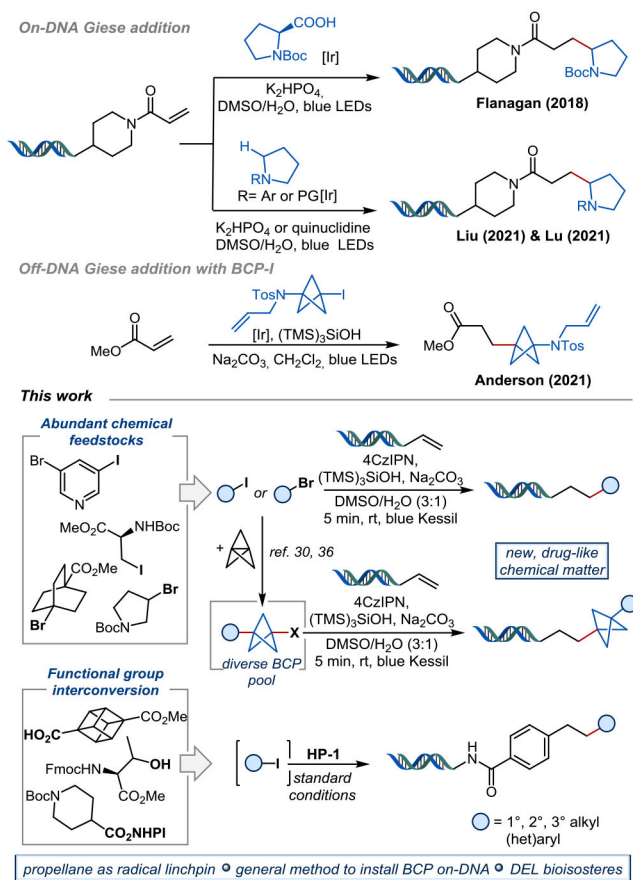 On-DNA Giese addition
COOH
N
Boc
[Ir]
K2HPO4,
DMSO/H2O, blue LEDs
O
N
O
N
BocN
Flanagan (2018)
H
RN
R= Ar or PG[Ir]
K2HPO4 or quinuclidine
DMSO/H2O, blue LEDs
O
N
RN
Liu (2021) & Lu (2021)
Off-DNA Giese addition with BCP-I
TosN
I
O
MeO
[Ir], (TMS)3SiOH
Na2CO3, CH2Cl2, blue LEDs
O
MeO
NTos
Anderson (2021)
This work
Abundant chemical
feedstocks
Br
I
N
MeO2C
NHBoc
I
CO2Me
Br
Br
BocN
I
or
Br
4CzIPN,
(TMS)3SiOH, Na2CO3
DMSO/H2O (3:1)
5 min, rt, blue Kessil
+
ref. 30, 36
new, drug-like
chemical matter
X
diverse BCP
pool
4CzIPN,
(TMS)3SiOH, Na2CO3
DMSO/H2O (3:1)
5 min, rt, blue Kessil
Functional group
interconversion
CO2Me
HO2C
OH
FmocHN
CO2Me
BocN
CO2NHPI
I
HP-1
standard
conditions
H
N
O
= 1°, 2°, 3° alkyl
(het)aryl
propellane as radical linchpin general method to install BCP on-DNA DEL bioisosteres